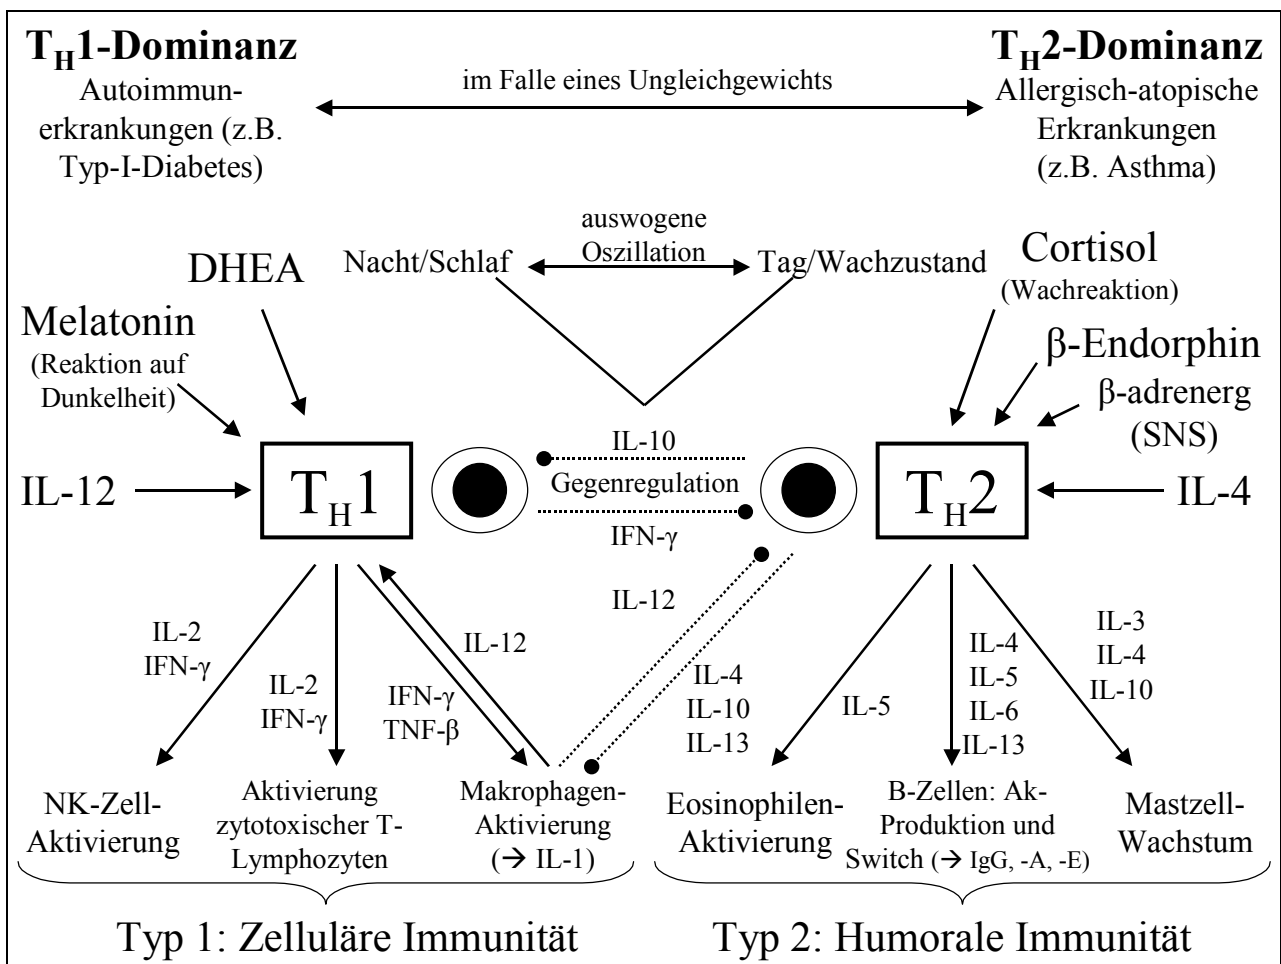 T_H1-Dominanz
Autoimmun-
erkrankungen (z.B.
Typ-I-Diabetes)
im Falle eines Ungleichgewichts
T_H2-Dominanz
Allergisch-atopische
Erkrankungen
(z.B. Asthma)
DHEA
Melatonin
(Reaktion auf
Dunkelheit)
IL-12
Nacht/Schlaf
auswogene
Oszillation
Tag/Wachzustand
Cortisol
(Wachreaktion)
β-Endorphin
β-adrenerg
(SNS)
IL-4
T_H1
IL-10
Gegenregulation
IFN-γ
T_H2
IL-2
IFN-γ
IL-2
IFN-γ
IFN-γ
TNF-β
IL-12
IL-12
IL-4
IL-10
IL-13
IL-5
IL-4
IL-5
IL-6
IL-13
IL-3
IL-4
IL-10
NK-Zell-
Aktivierung
Aktivierung
zytotoxischer T-
Lymphozyten
Makrophagen-
Aktivierung
(→ IL-1)
Eosinophilen-
Aktivierung
B-Zellen: Ak-
Produktion und
Switch (→ IgG, -A, -E)
Mastzell-
Wachstum
Typ 1: Zelluläre Immunität
Typ 2: Humorale Immunität